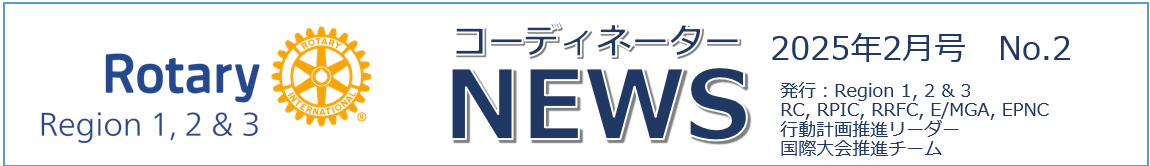 Rotary
Region 1, 2 & 3
ROTARY
INTERNATIONAL
®
コーディネーター
NEWS
2025年2月号　No.2
発行：Region 1, 2 & 3
RC, RPIC, RRFC, E/MGA, EPNC
行動計画推進リーダー
国際大会推進チーム